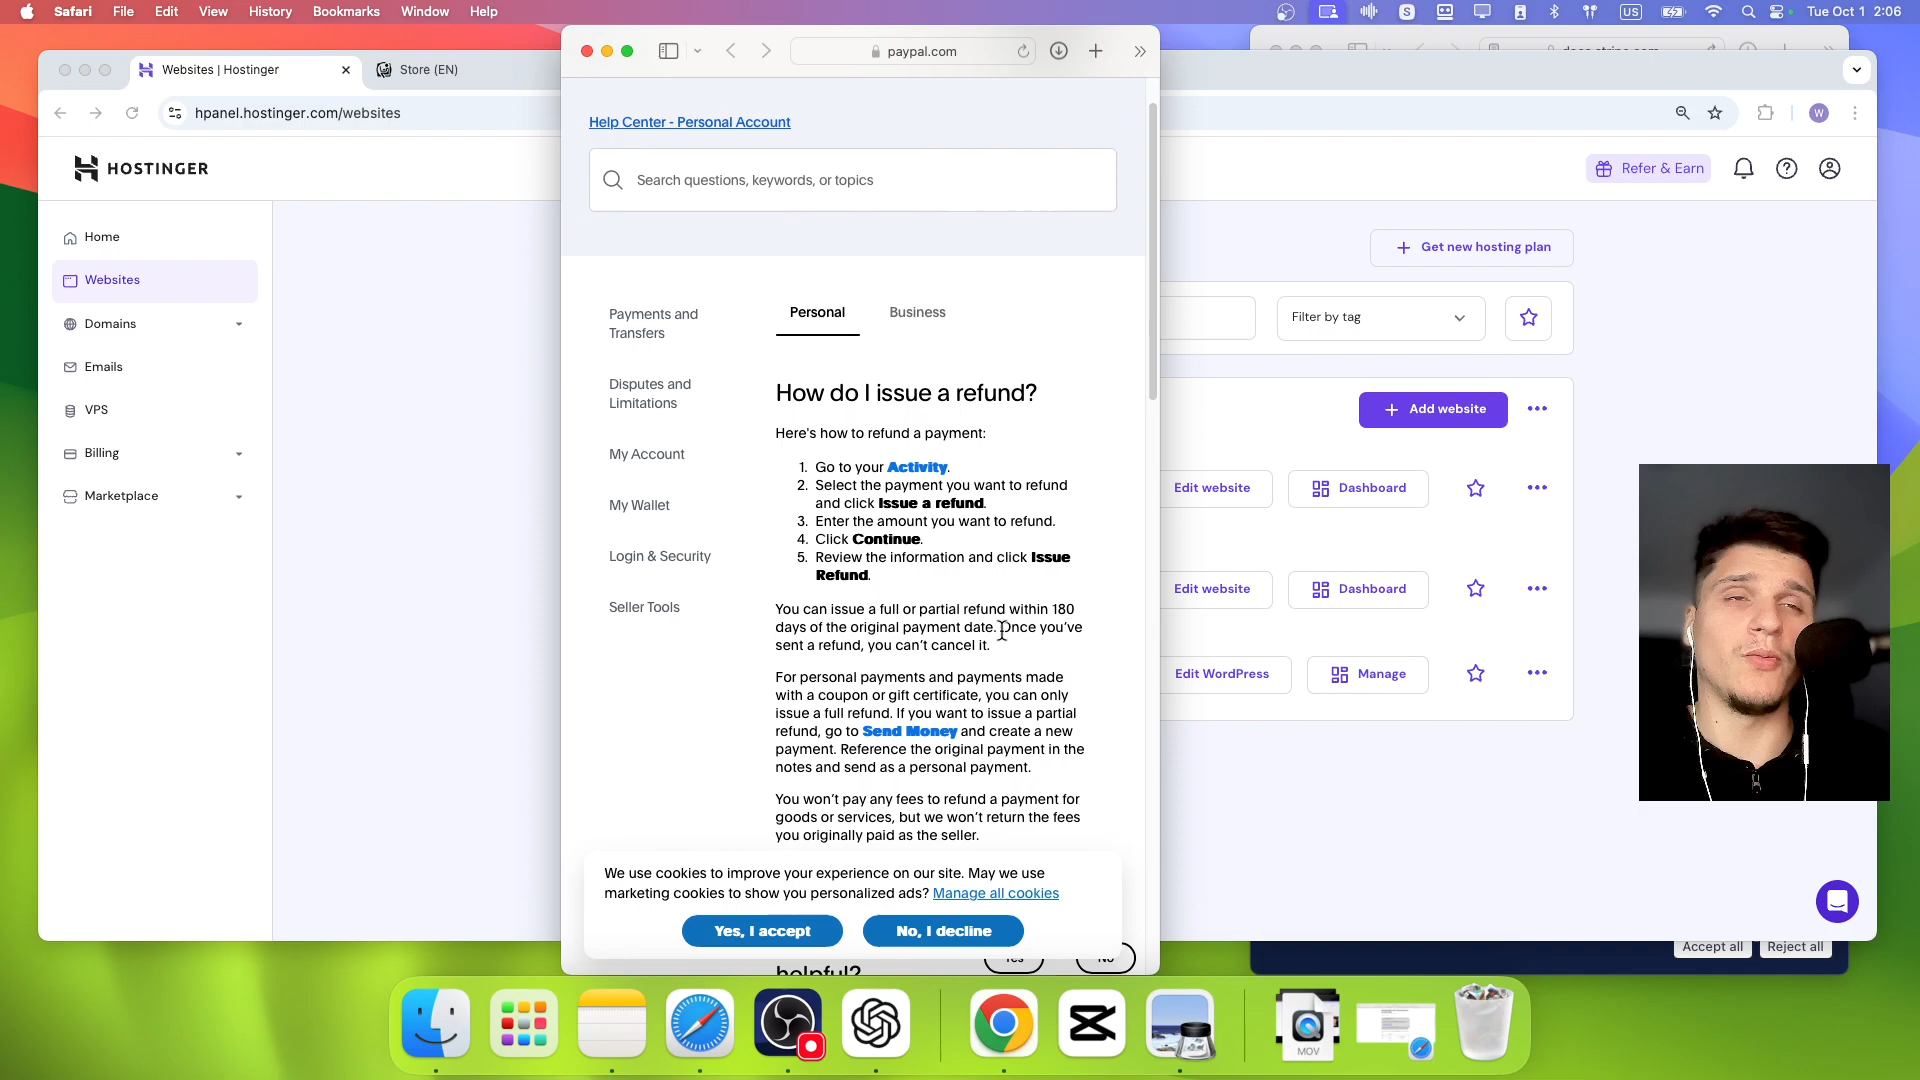 Safari File Edit View History Bookmarks Window Help
S
US
Tue Oct 1 2:06
Websites | Hostinger
Store (EN)
paypal.com
hpanel.hostinger.com/websites
W
HOSTINGER
Refer & Earn
Home
Websites
Domains
Emails
VPS
Billing
Marketplace
Help Center - Personal Account
Search questions, keywords, or topics
Payments and
Transfers
Disputes and
Limitations
My Account
My Wallet
Login & Security
Seller Tools
Personal
Business
How do I issue a refund?
Here's how to refund a payment:
1. Go to your Activity.
2. Select the payment you want to refund
and click Issue a refund.
3. Enter the amount you want to refund.
4. Click Continue.
5. Review the information and click Issue
Refund.
You can issue a full or partial refund within 180
days of the original payment date. Once you've
sent a refund, you can't cancel it.
For personal payments and payments made
with a coupon or gift certificate, you can only
issue a full refund. If you want to issue a partial
refund, go to Send Money and create a new
payment. Reference the original payment in the
notes and send as a personal payment.
You won't pay any fees to refund a payment for
goods or services, but we won't return the fees
you originally paid as the seller.
We use cookies to improve your experience on our site. May we use
marketing cookies to show you personalized ads? Manage all cookies
Yes, I accept
No, I decline
helpful?
Yes
No
Get new hosting plan
Filter by tag
Add website
Edit website
Dashboard
Edit website
Dashboard
Edit WordPress
Manage
Accept all
Reject all
MOV